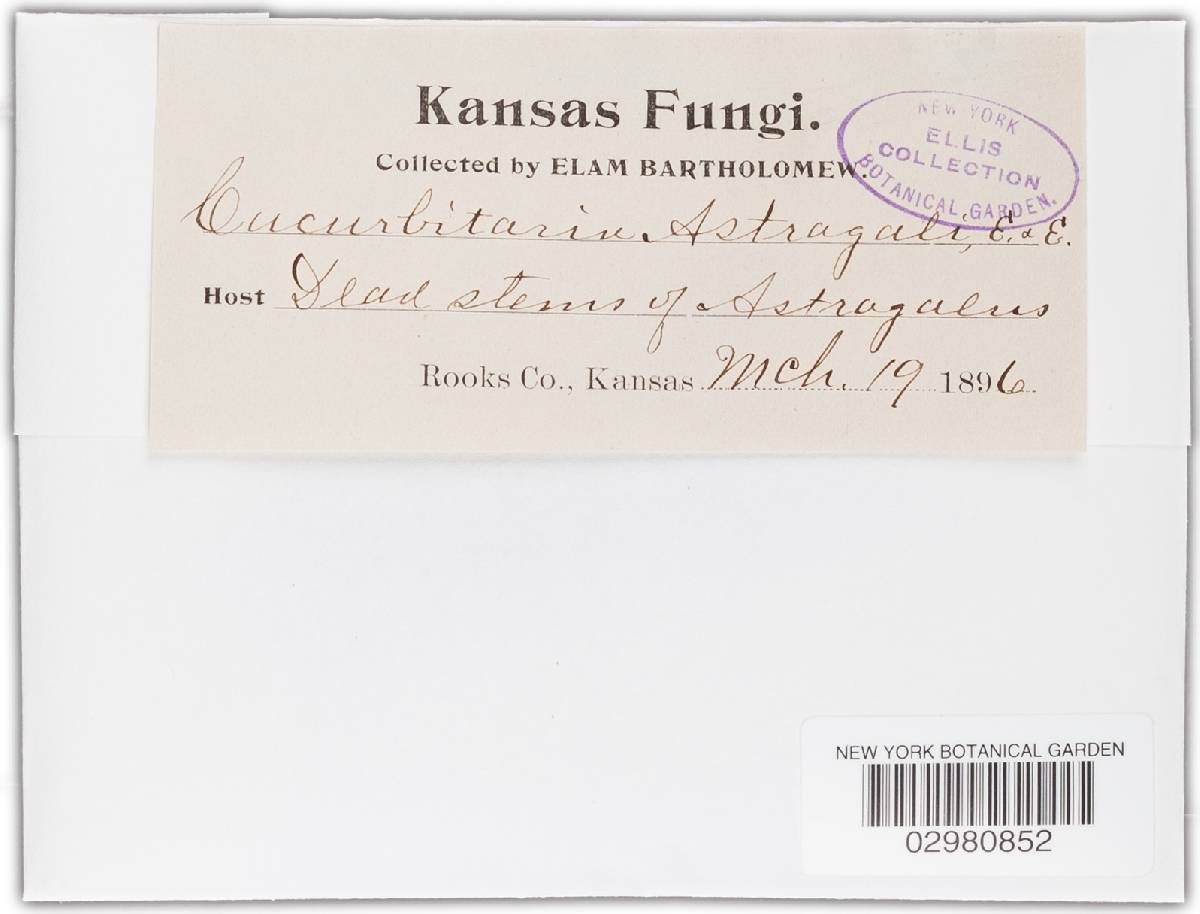 Kansas Fungi.
Collected by ELAM BARTHOLOMEW.
NEW YORK
ELLIS
COLLECTION
BOTANICAL GARDEN.
Cucurbitaria Astragali, E. & E.
Host Dead stems of Astragalus
Rooks Co., Kansas Mch. 19 1896
NEW YORK BOTANICAL GARDEN
02980852